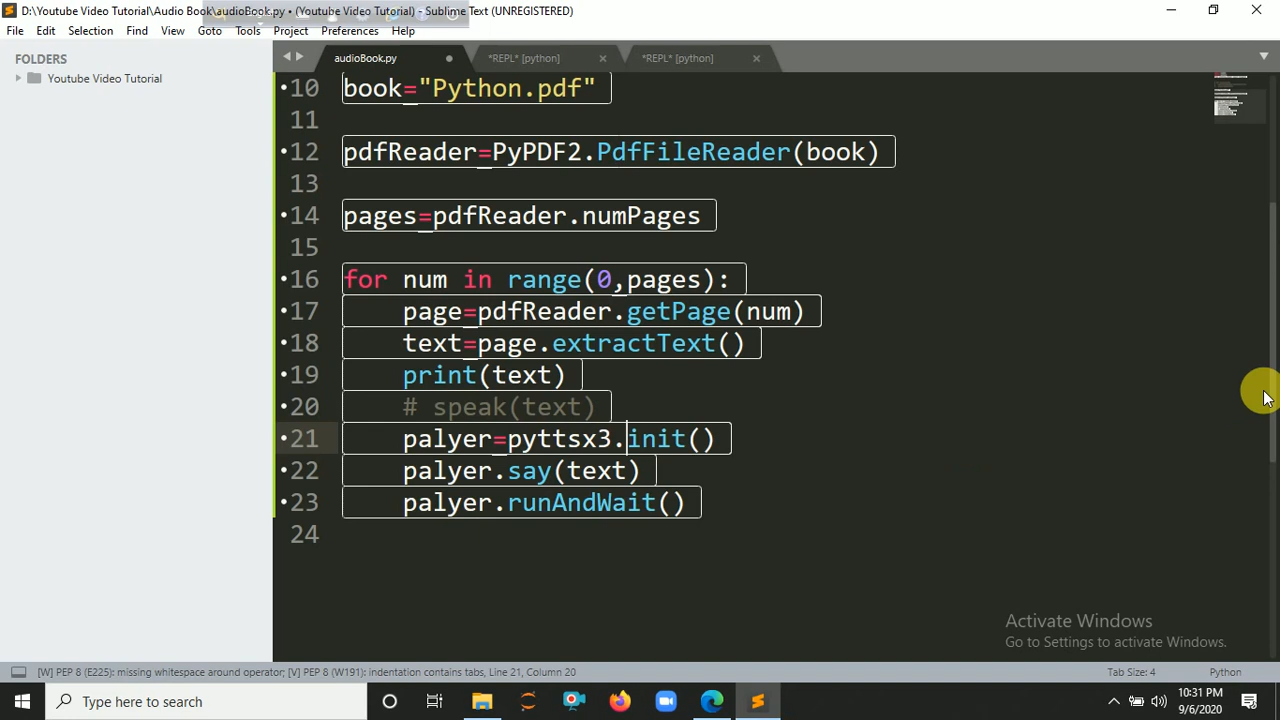 D:\Youtube Video Tutorial\Audio Book\audioBook.py • (Youtube Video Tutorial) - Sublime Text (UNREGISTERED)
File Edit Selection Find View Goto Tools Project Preferences Help
FOLDERS
Youtube Video Tutorial
audioBook.py
*REPL* [python]
*REPL* [python]
10 book="Python.pdf"
11
12 pdfReader=PyPDF2.PdfFileReader(book)
13
14 pages=pdfReader.numPages
15
16 for num in range(0,pages):
17 page=pdfReader.getPage(num)
18 text=page.extractText()
19 print(text)
20 # speak(text)
21 palyer=pyttsx3.init()
22 palyer.say(text)
23 palyer.runAndWait()
24
Activate Windows
Go to Settings to activate Windows.
[W] PEP 8 (E225): missing whitespace around operator; [V] PEP 8 (W191): indentation contains tabs, Line 21, Column 20
Tab Size: 4
Python
Type here to search
10:31 PM
9/6/2020